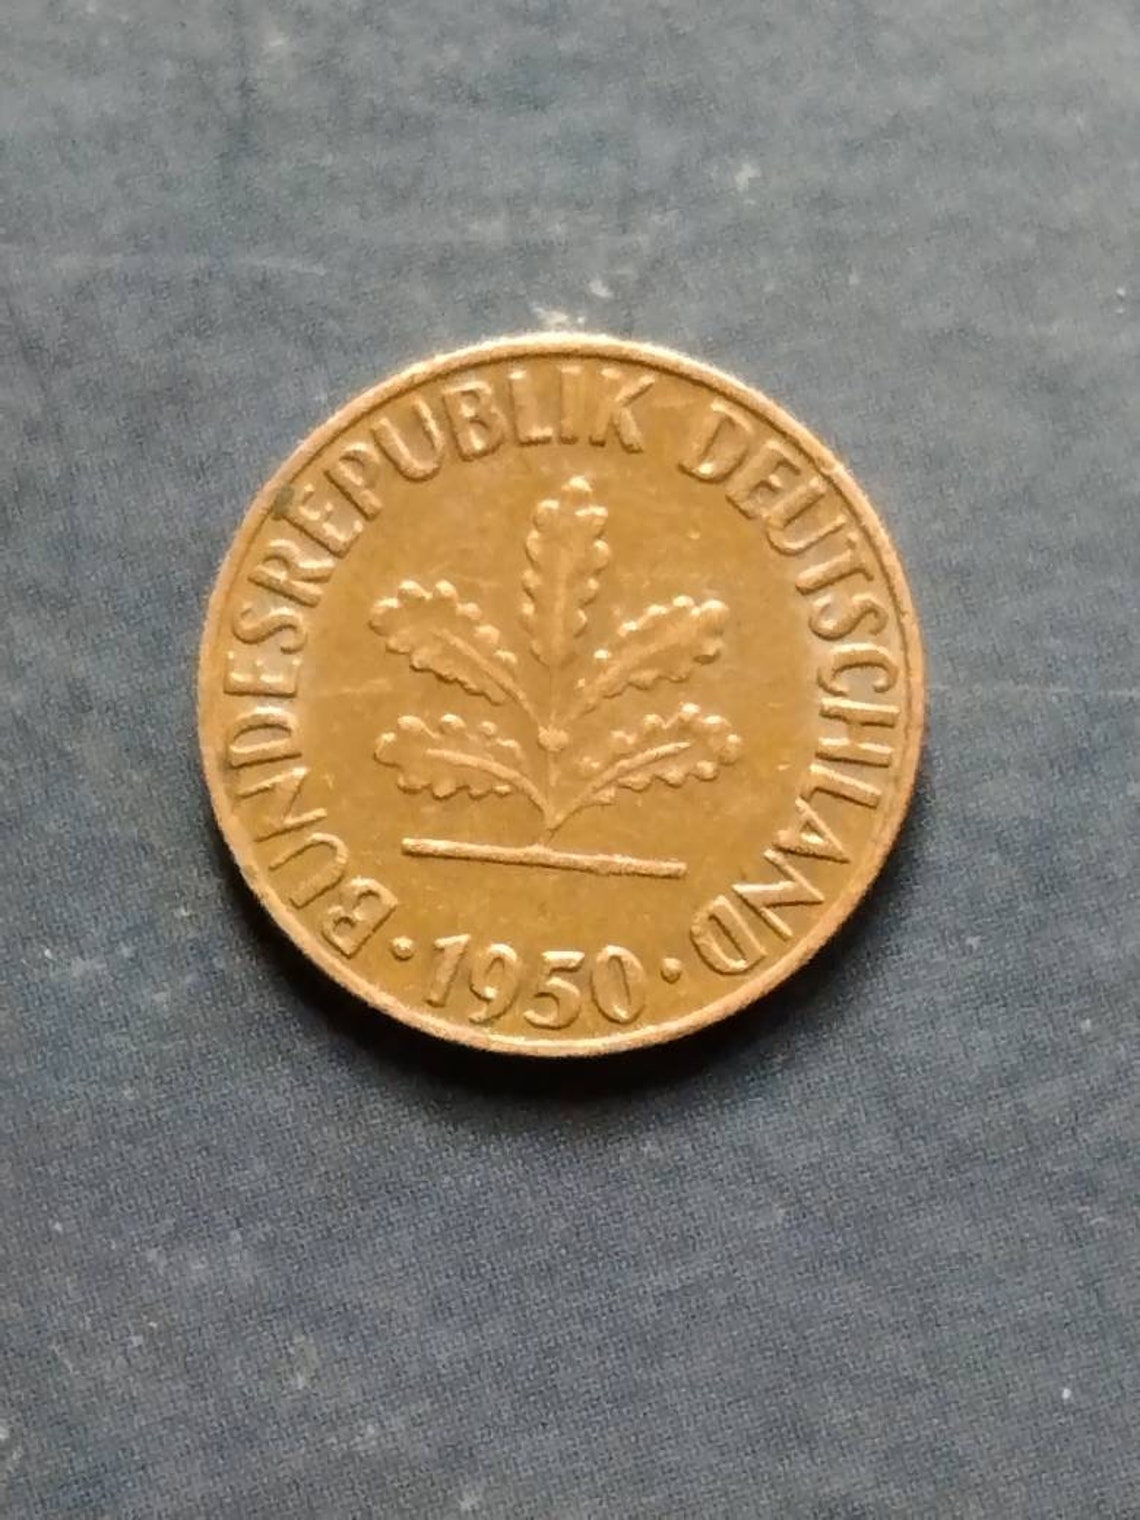 BUNDESREPUBLIK DEUTSCHLAND
· 1950 ·